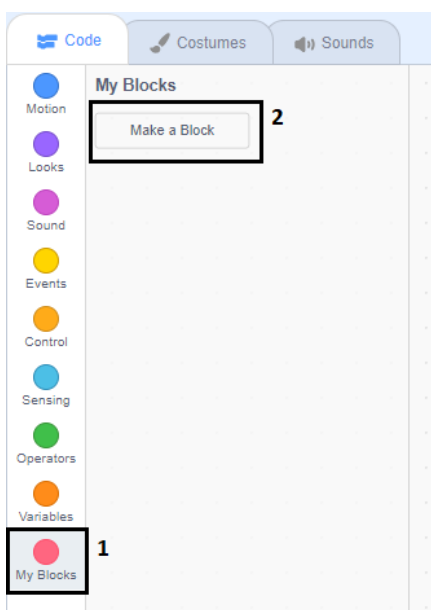 Code
Costumes
Sounds
Motion
Looks
Sound
Events
Control
Sensing
Operators
Variables
My Blocks
1
My Blocks
Make a Block
2